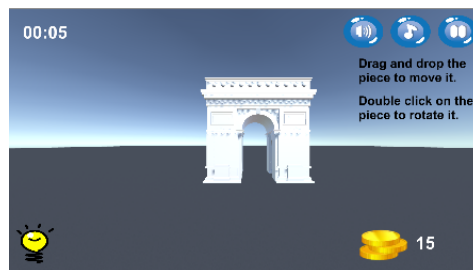 00:05
Drag and drop the
piece to move it.
Double click on the
piece to rotate it.
15